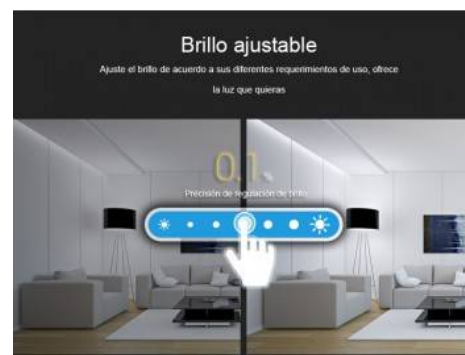 Brillo ajustable
Ajuste el brillo de acuerdo a sus diferentes requerimientos de uso, ofrece
la luz que quieras
0.1%
Precisión de regulación de brillo